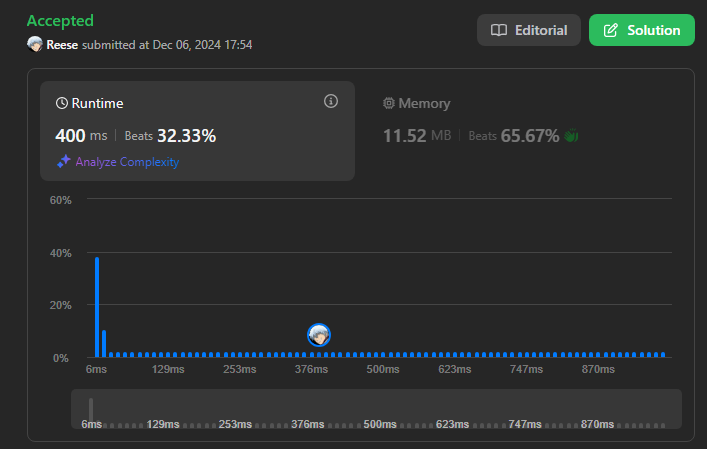 Accepted
Reese submitted at Dec 06, 2024 17:54
Editorial
Solution
Runtime
400 ms | Beats 32.33%
Analyze Complexity
Memory
11.52 MB | Beats 65.67%
60%
40%
20%
0%
6ms 129ms 253ms 376ms 500ms 623ms 747ms 870ms
6ms 129ms 253ms 376ms 500ms 623ms 747ms 870ms